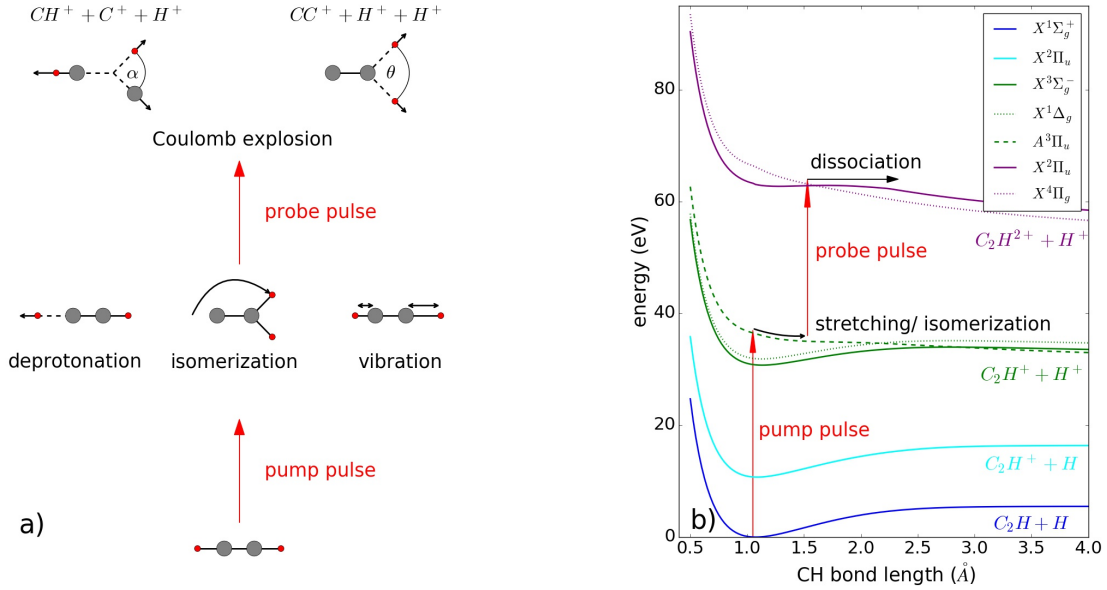 CH⁺ + C⁺ + H⁺
CC⁺ + H⁺ + H⁺
α
θ
Coulomb explosion
probe pulse
deprotonation
isomerization
vibration
pump pulse
a)
energy (eV)
80
60
40
20
0
X¹Σg⁺
X²Πu
X³Σg⁻
X¹Δg
A³Πu
X²Πu
X⁴Πg
dissociation
C₂H²⁺ + H⁺
probe pulse
stretching/ isomerization
C₂H⁺ + H⁺
pump pulse
C₂H⁺ + H
b)
C₂H + H
0.5 1.0 1.5 2.0 2.5 3.0 3.5 4.0
CH bond length (Å)